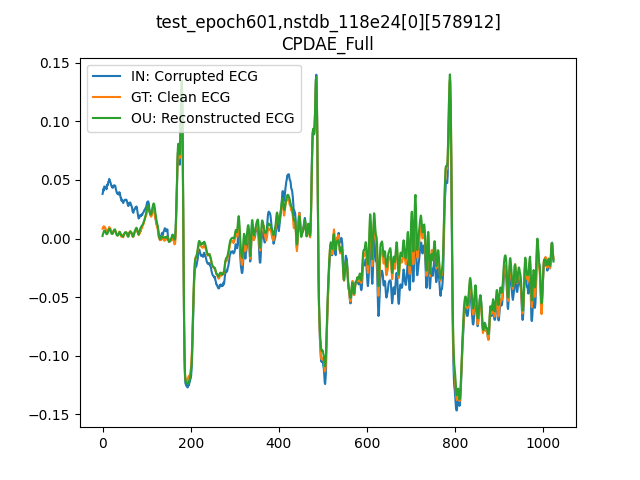 test_epoch601,nstdb_118e24[0][578912]
CPDAE_Full
IN: Corrupted ECG
GT: Clean ECG
OU: Reconstructed ECG
0.15
0.10
0.05
0.00
−0.05
−0.10
−0.15
0 200 400 600 800 1000